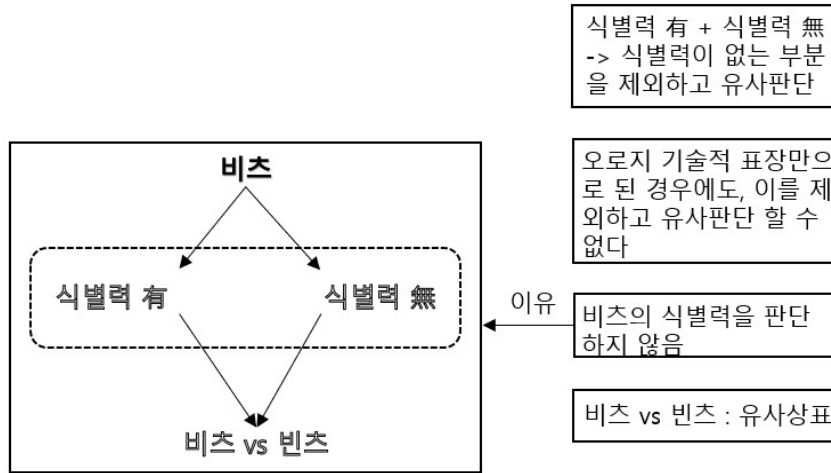 식별력 有 + 식별력 無
-> 식별력이 없는 부분
을 제외하고 유사판단
비츠
오로지 기술적 표장만으
로 된 경우에도, 이를 제
외하고 유사판단 할 수
없다
식별력 有
식별력 無
이유
비츠의 식별력을 판단
하지 않음
비츠 vs 빈츠
비츠 vs 빈츠 : 유사상표